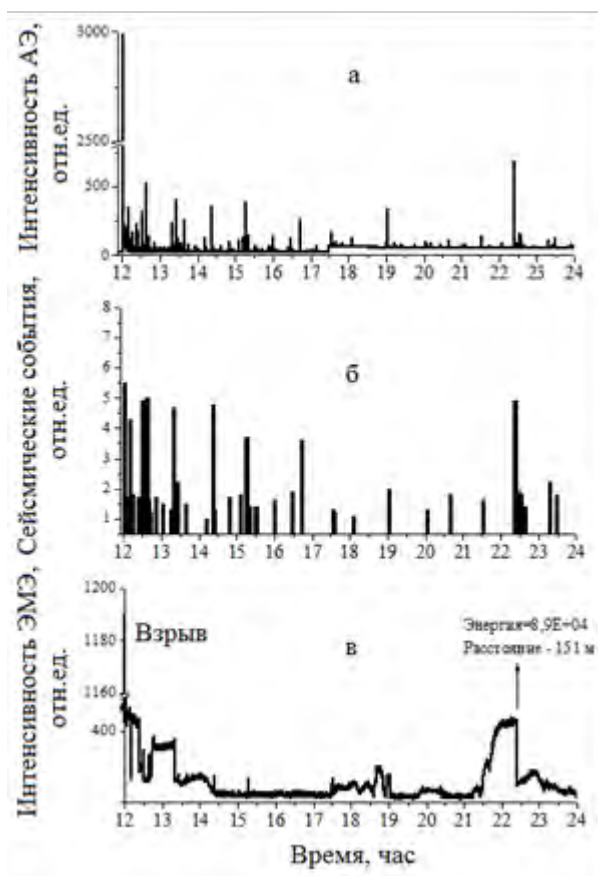 Интенсивность АЭ,
отн.ед.
3000
2500
500
0
а
12 13 14 15 16 17 18 19 20 21 22 23 24
Сейсмические события,
отн.ед.
8
7
6
5
4
3
2
1
б
12 13 14 15 16 17 18 19 20 21 22 23 24
Интенсивность ЭМЭ,
отн.ед.
1200
1180
1160
400
Взрыв
в
Энергия=8,9E+04
Расстояние - 151 м
12 13 14 15 16 17 18 19 20 21 22 23 24
Время, час